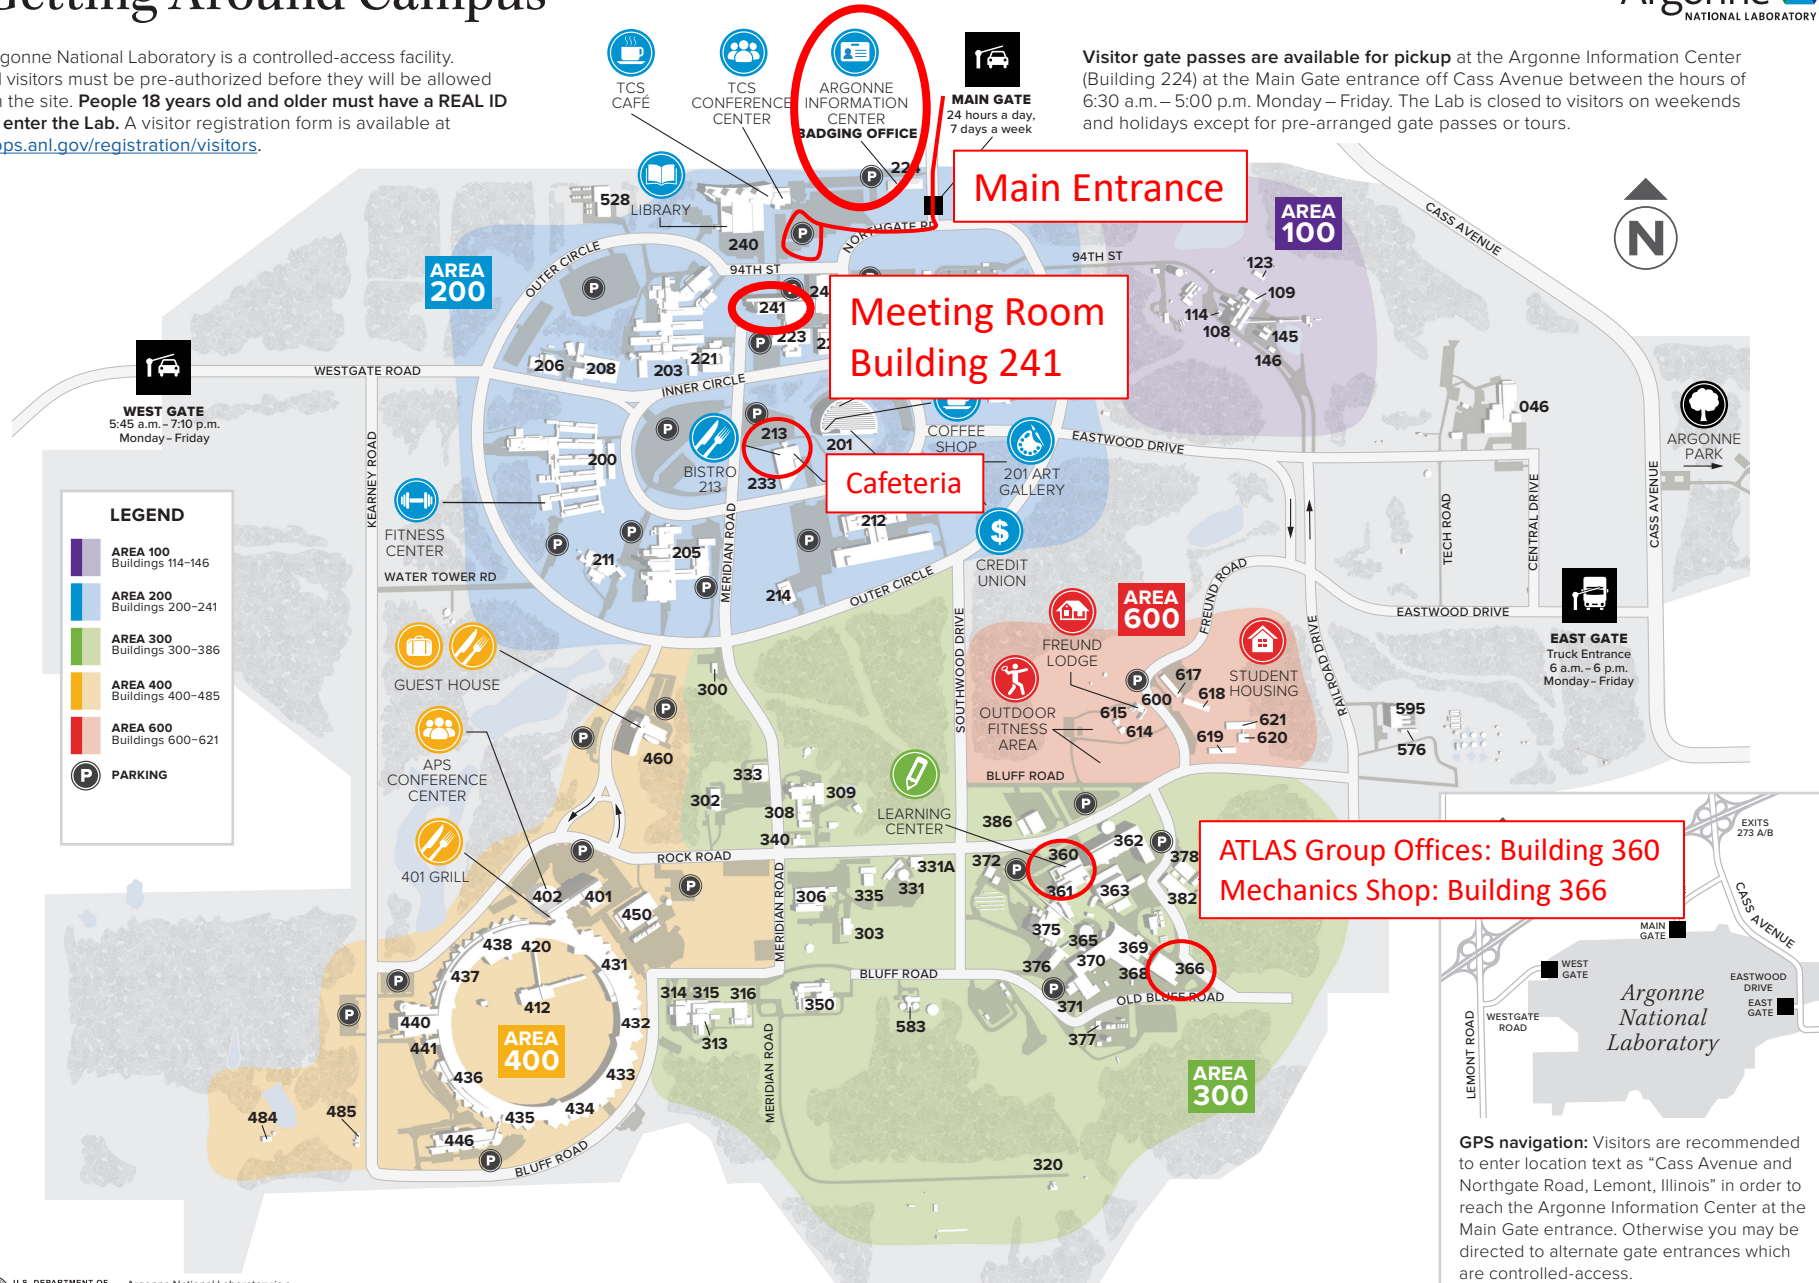 Getting Around Campus
Argonne
NATIONAL LABORATORY
Argonne National Laboratory is a controlled-access facility.
visitors must be pre-authorized before they will be allowed
the site. People 18 years old and older must have a REAL ID
enter the Lab. A visitor registration form is available at
apps.anl.gov/registration/visitors.
TCS
CAFÉ
TCS
CONFERENCE
CENTER
ARGONNE
INFORMATION
CENTER
BADGING OFFICE
MAIN GATE
24 hours a day,
7 days a week
Visitor gate passes are available for pickup at the Argonne Information Center
(Building 224) at the Main Gate entrance off Cass Avenue between the hours of
6:30 a.m. – 5:00 p.m. Monday – Friday. The Lab is closed to visitors on weekends
and holidays except for pre-arranged gate passes or tours.
Main Entrance
P
224
528
LIBRARY
240
P
NORTHGATE RD
AREA
100
CASS AVENUE
N
OUTER CIRCLE
AREA
200
P
94TH ST
P
94TH ST
123
109
114
108
145
146
241
P
24
Meeting Room
Building 241
P
223
22
206
208
203
221
INNER CIRCLE
WESTGATE ROAD
WEST GATE
5:45 a.m. – 7:10 p.m.
Monday – Friday
KEARNEY ROAD
046
ARGONNE
PARK
P
P
213
201
BISTRO
213
233
Cafeteria
COFFEE
SHOP
201 ART
GALLERY
EASTWOOD DRIVE
200
FITNESS
CENTER
212
$
CREDIT
UNION
TECH ROAD
CENTRAL DRIVE
CASS AVENUE
LEGEND
AREA 100
Buildings 114–146
AREA 200
Buildings 200–241
AREA 300
Buildings 300–386
AREA 400
Buildings 400–485
AREA 600
Buildings 600–621
P
PARKING
P
P
P
211
205
P
MERIDIAN ROAD
214
OUTER CIRCLE
WATER TOWER RD
SOUTHWOOD DRIVE
AREA
600
FREUND ROAD
EASTWOOD DRIVE
EAST GATE
Truck Entrance
6 a.m. – 6 p.m.
Monday – Friday
GUEST HOUSE
300
FREUND
LODGE
STUDENT
HOUSING
RAILROAD DRIVE
P
617
600
618
615
614
621
620
619
OUTDOOR
FITNESS
AREA
595
576
P
P
460
APS
CONFERENCE
CENTER
333
302
309
308
340
LEARNING
CENTER
BLUFF ROAD
P
386
401 GRILL
P
ROCK ROAD
P
331A
331
372
P
360
361
362
P
378
363
382
ATLAS Group Offices: Building 360
Mechanics Shop: Building 366
EXITS
273 A/B
402
401
450
MERIDIAN ROAD
306
335
303
375
365
369
376
370
368
366
CASS AVENUE
MAIN
GATE
WEST
GATE
EASTWOOD
DRIVE
EAST
GATE
WESTGATE
ROAD
LEMONT ROAD
Argonne
National
Laboratory
438
420
437
431
412
P
BLUFF ROAD
P
371
OLD BLUFF ROAD
377
314
315
316
313
350
583
P
440
441
432
AREA
400
436
433
435
434
446
P
BLUFF ROAD
MERIDIAN ROAD
484
485
AREA
300
320
GPS navigation: Visitors are recommended
to enter location text as “Cass Avenue and
Northgate Road, Lemont, Illinois” in order to
reach the Argonne Information Center at the
Main Gate entrance. Otherwise you may be
directed to alternate gate entrances which
are controlled-access.
U.S. DEPARTMENT OF
Argonne National Laboratory is a